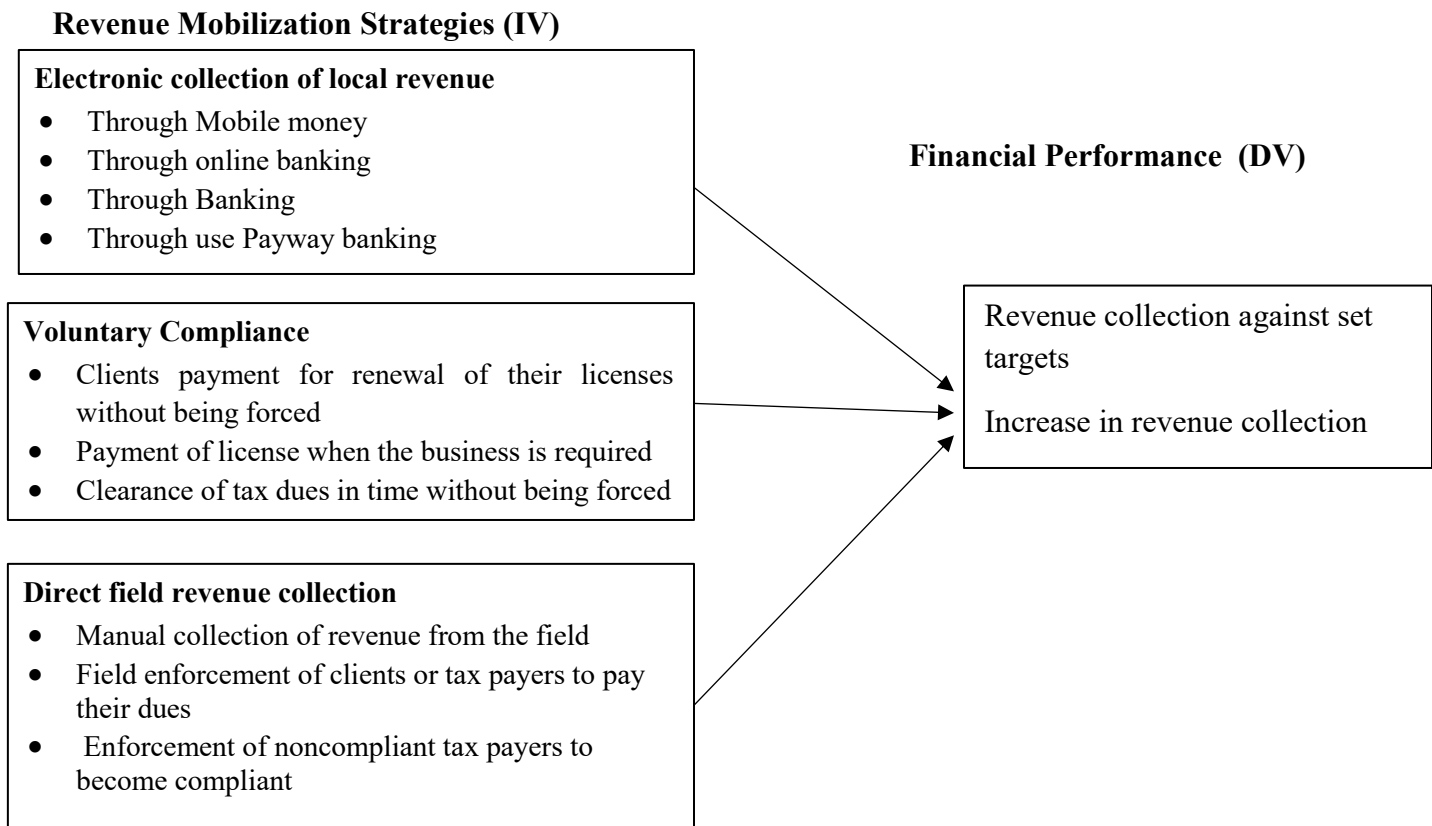 Revenue Mobilization Strategies (IV)
Electronic collection of local revenue
• Through Mobile money
• Through online banking
• Through Banking
• Through use Payway banking
Voluntary Compliance
• Clients payment for renewal of their licenses
without being forced
• Payment of license when the business is required
• Clearance of tax dues in time without being forced
Direct field revenue collection
• Manual collection of revenue from the field
• Field enforcement of clients or tax payers to pay
their dues
• Enforcement of noncompliant tax payers to
become compliant
Financial Performance (DV)
Revenue collection against set
targets
Increase in revenue collection